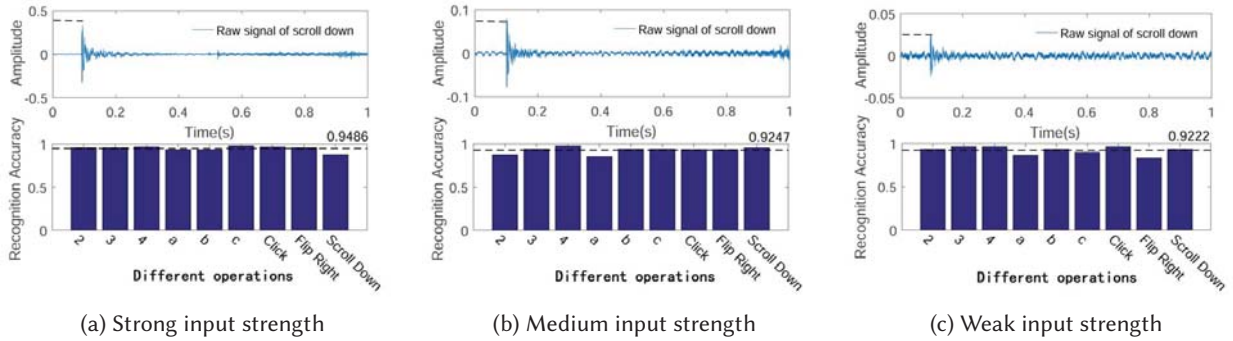 0.5
0
-0.5
Amplitude
Raw signal of scroll down
0 0.2 0.4 0.6 0.8 1
Time(s)
0.9486
1
0.5
0
Recognition Accuracy
2 3 4 a b c Click Flip Right Scroll Down
Different operations
(a) Strong input strength
0.1
0
-0.1
Amplitude
Raw signal of scroll down
0 0.2 0.4 0.6 0.8 1
Time(s)
0.9247
1
0.5
0
Recognition Accuracy
2 3 4 a b c Click Flip Right Scroll Down
Different operations
(b) Medium input strength
0.05
0
-0.05
Amplitude
Raw signal of scroll down
0 0.2 0.4 0.6 0.8 1
Time(s)
0.9222
1
0.5
0
Recognition Accuracy
2 3 4 a b c Click Flip Right Scroll Down
Different operations
(c) Weak input strength